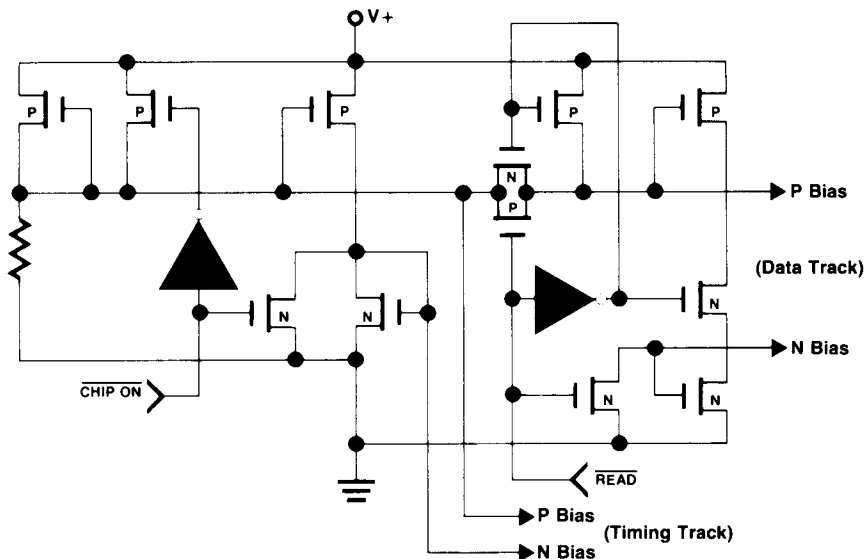 V+
P
P
P
P
P
N
P
P Bias
(Data Track)
N
N
N
N Bias
CHIP ON
N
N
READ
P Bias
(Timing Track)
N Bias